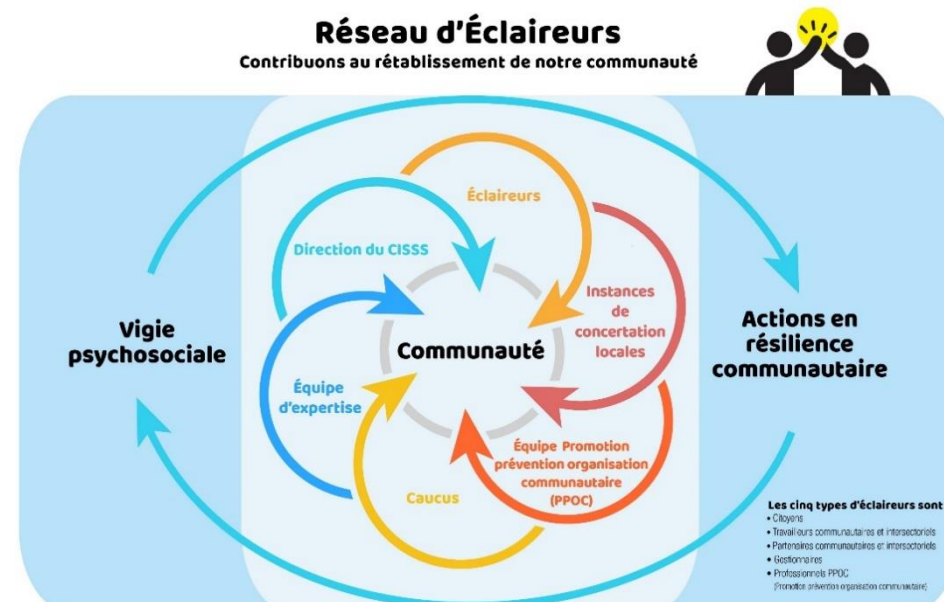 Réseau d'Éclaireurs
Contribuons au rétablissement de notre communauté
Éclaireurs
Direction du CISSS
Instances
de
concertation
locales
Vigie
psychosociale
Communauté
Actions en
résilience
communautaire
Équipe
d'expertise
Équipe Promotion
prévention organisation
communautaire
(PPOC)
Caucus
Les cinq types d'éclaireurs sont
• Citoyens
• Travailleurs communautaires et intersectoriels
• Partenaires communautaires et intersectoriels
• Gestionnaires
• Professionnels PPOC
(Promotion prévention organisation communautaire)